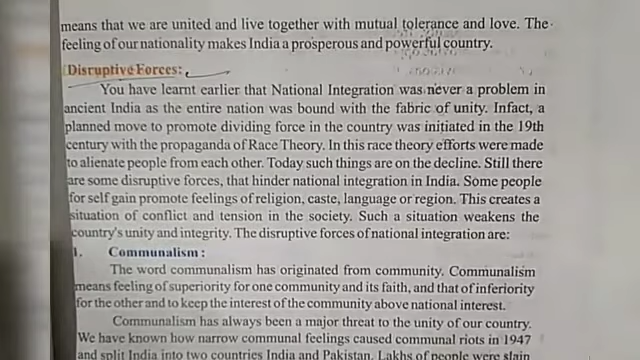 means that we are united and live together with mutual tolerance and love. The
feeling of our nationality makes India a prosperous and powerful country.
Disruptive Forces:
You have learnt earlier that National Integration was never a problem in
ancient India as the entire nation was bound with the fabric of unity. Infact, a
planned move to promote dividing force in the country was initiated in the 19th
century with the propaganda of Race Theory. In this race theory efforts were made
to alienate people from each other. Today such things are on the decline. Still there
are some disruptive forces, that hinder national integration in India. Some people
for self gain promote feelings of religion, caste, language or region. This creates a
situation of conflict and tension in the society. Such a situation weakens the
country's unity and integrity. The disruptive forces of national integration are:
1. Communalism :
The word communalism has originated from community. Communalism
means feeling of superiority for one community and its faith, and that of inferiority
for the other and to keep the interest of the community above national interest.
Communalism has always been a major threat to the unity of our country.
We have known how narrow communal feelings caused communal riots in 1947
and split India into two countries India and Pakistan. Lakhs of people were slain